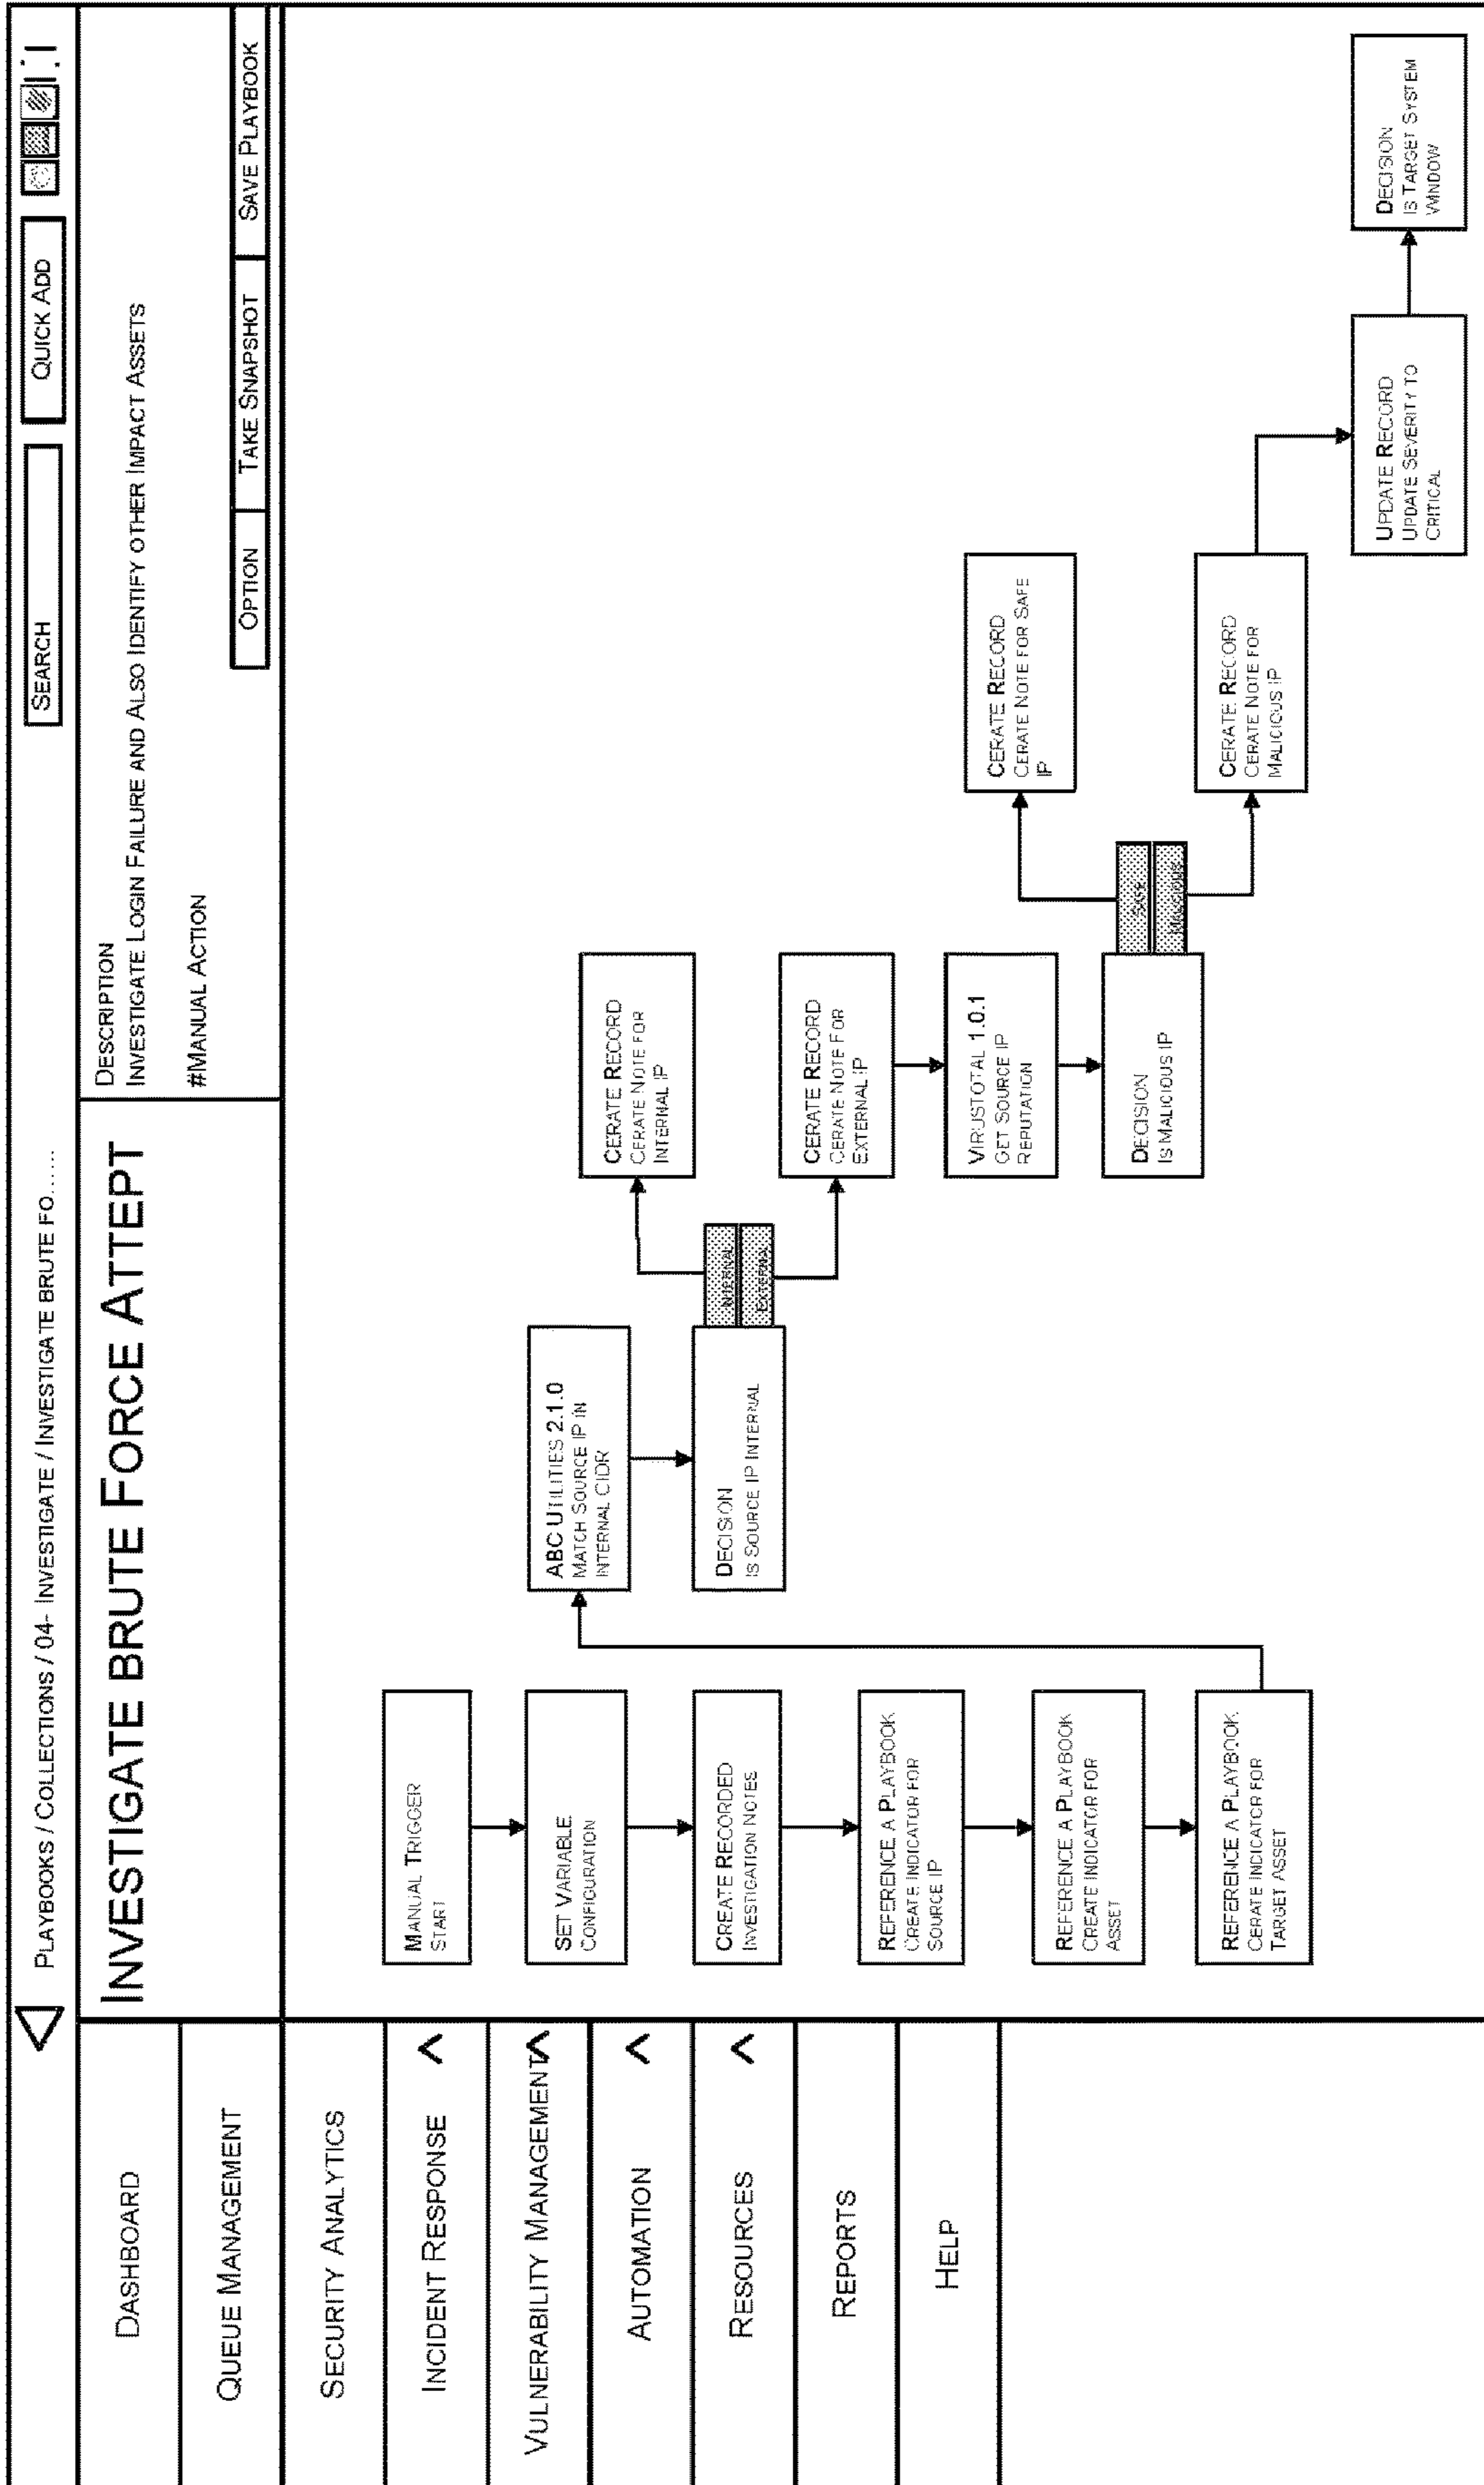 PLAYBOOKS / COLLECTIONS / 04- INVESTIGATE / INVESTIGATE BRUTE FO......
SEARCH
QUICK ADD
DASHBOARD
QUEUE MANAGEMENT
SECURITY ANALYTICS
INCIDENT RESPONSE
VULNERABILITY MANAGEMENT
AUTOMATION
RESOURCES
REPORTS
HELP
INVESTIGATE BRUTE FORCE ATTEPT
DESCRIPTION
INVESTIGATE LOGIN FAILURE AND ALSO IDENTIFY OTHER IMPACT ASSETS
#MANUAL ACTION
OPTION
TAKE SNAPSHOT
SAVE PLAYBOOK
MANUAL TRIGGER
START
SET VARIABLE
CONFIGURATION
CREATE RECORDED
INVESTIGATION NOTES
REFERENCE A PLAYBOOK
CREATE INDICATOR FOR
SOURCE IP
REFERENCE A PLAYBOOK
CREATE INDICATOR FOR
ASSET
REFERENCE A PLAYBOOK
CERATE INDICATOR FOR
TARGET ASSET
ABC UTILITIES 2.1.0
MATCH SOURCE IP IN
INTERNAL CIDR
DECISION
IS SOURCE IP INTERNAL
INTERNAL
EXTERNAL
CERATE RECORD
CERATE NOTE FOR
INTERNAL IP
CERATE RECORD
CERATE NOTE FOR
EXTERNAL IP
VIRUSTOTAL 1.0.1
GET SOURCE IP
REPUTATION
DECISION
IS MALICIOUS IP
SAFE
MALICIOUS
CERATE RECORD
CERATE NOTE FOR SAFE
IP
CERATE RECORD
CERATE NOTE FOR
MALICIOUS IP
UPDATE RECORD
UPDATE SEVERITY TO
CRITICAL
DECISION
IS TARGET SYSTEM
WINDOW